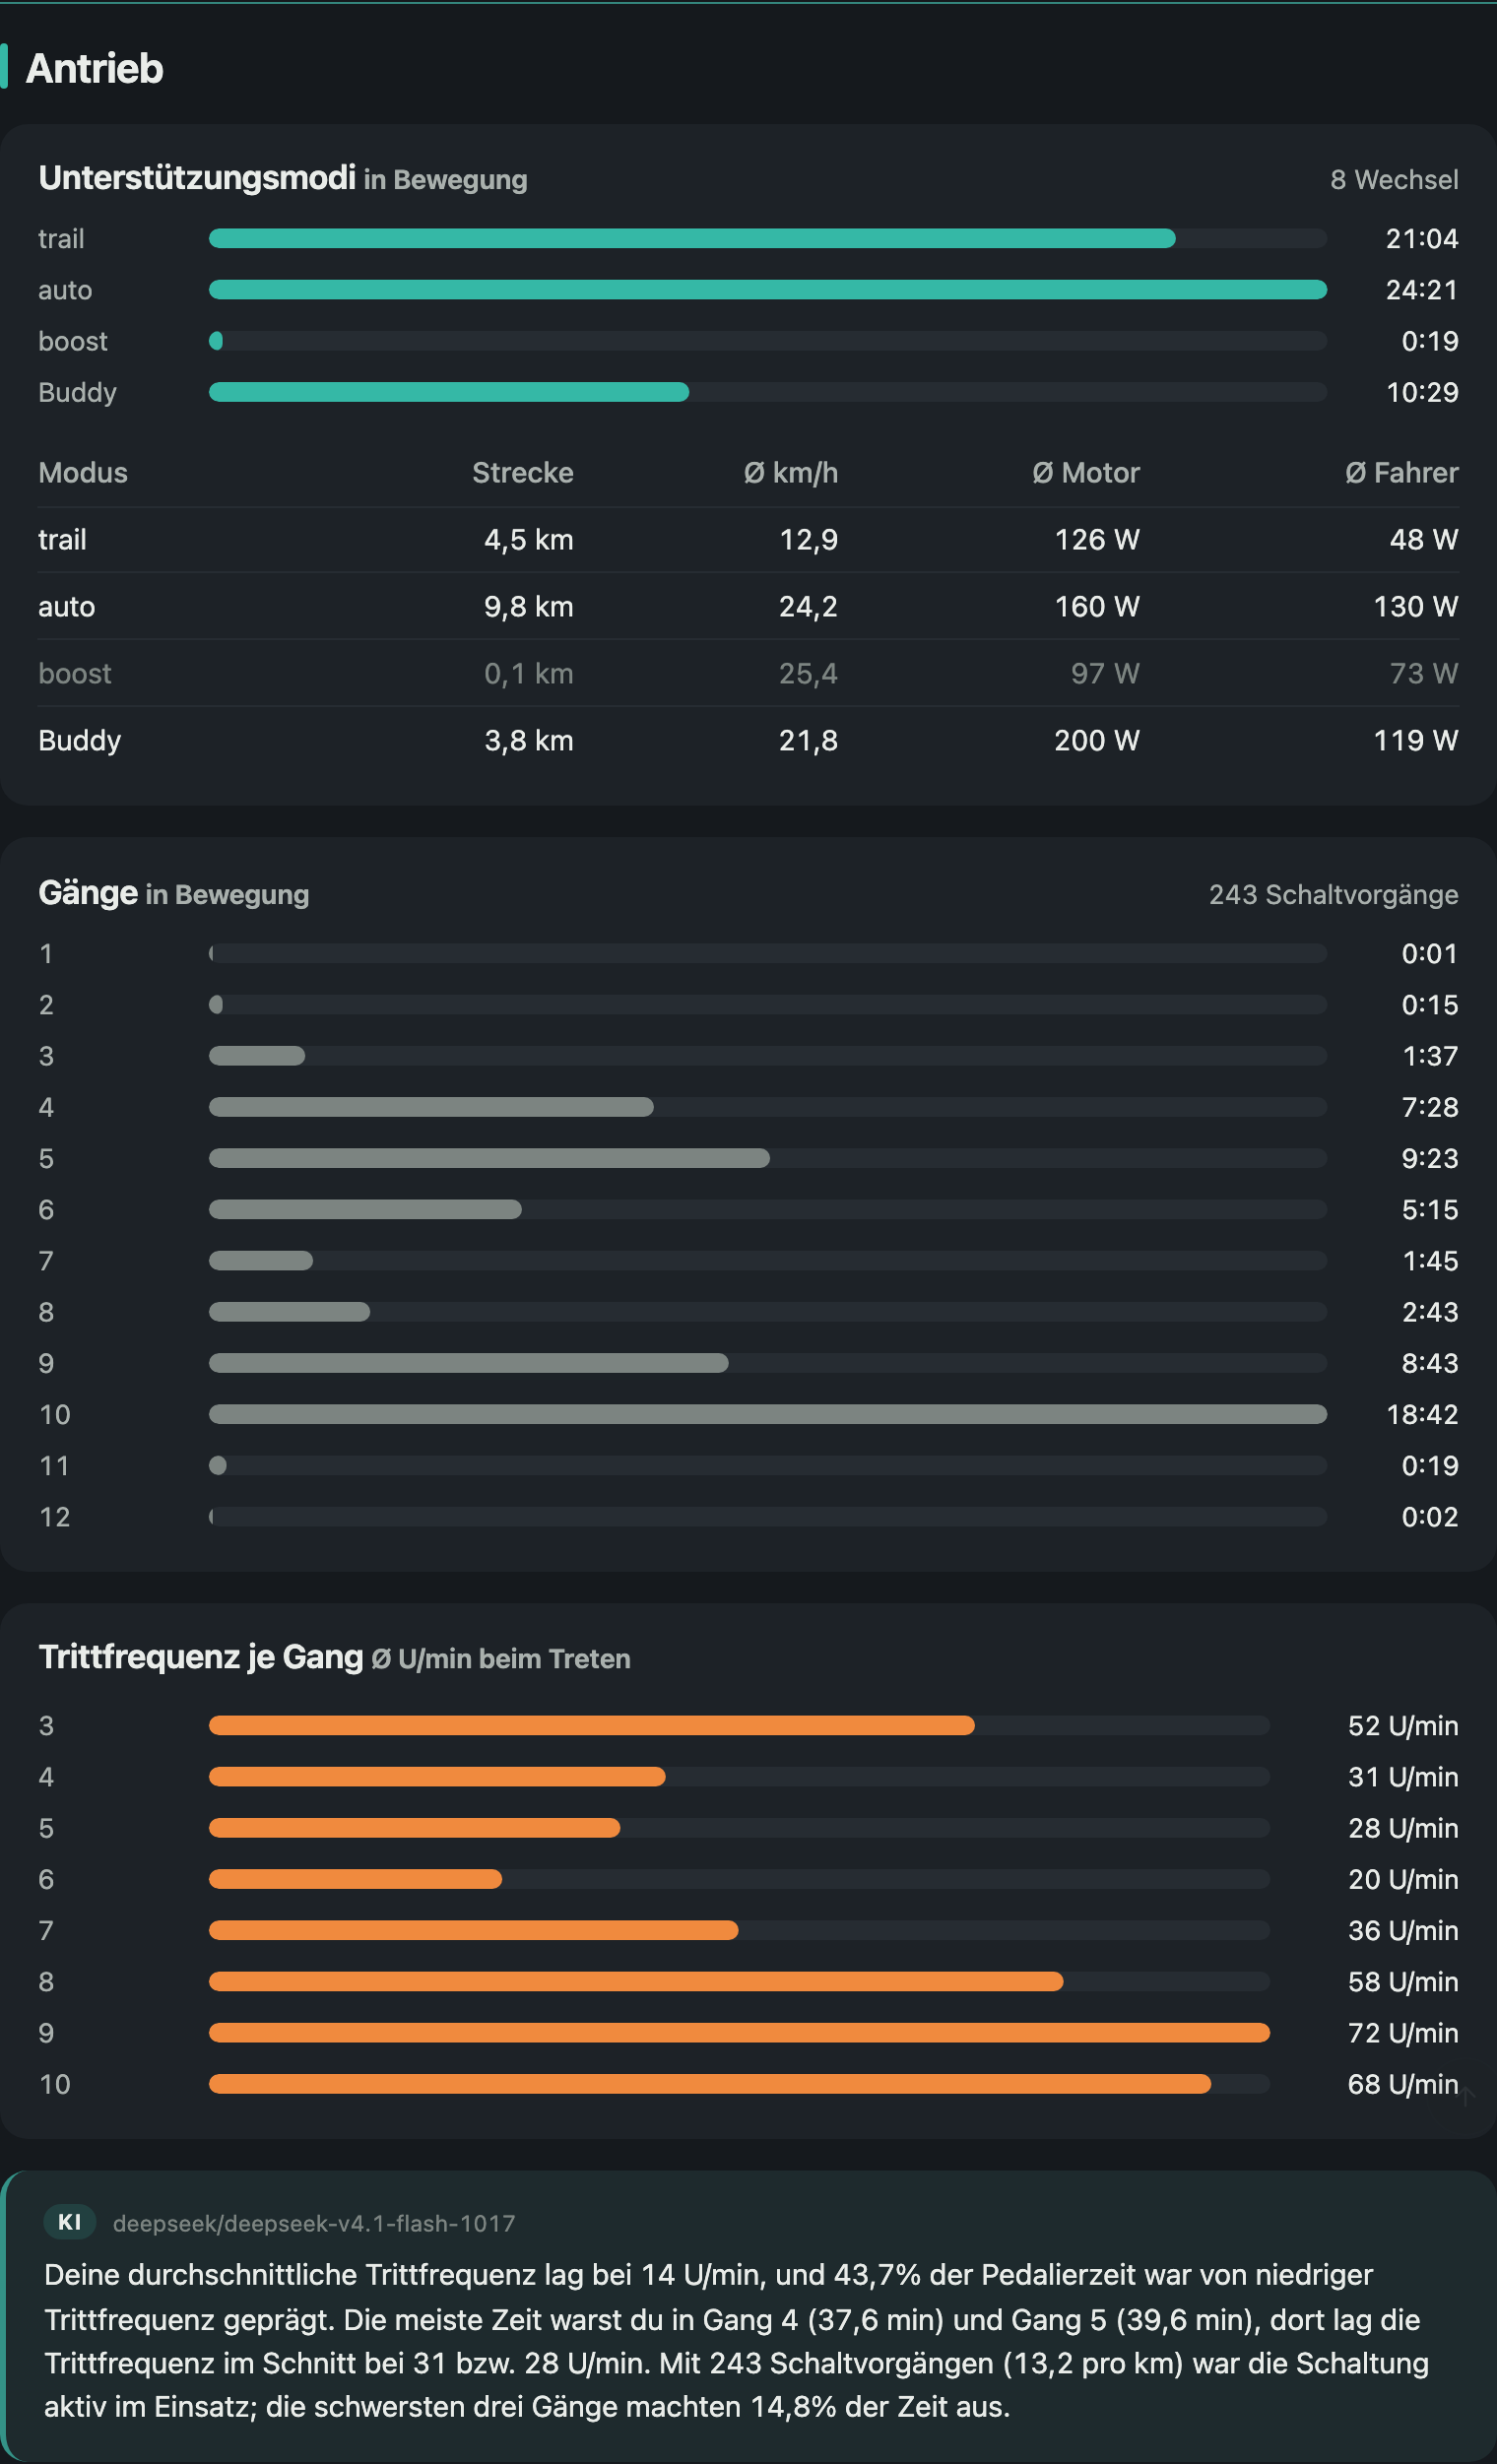 Antrieb
Unterstützungsmodi in Bewegung 8 Wechsel
trail 21:04
auto 24:21
boost 0:19
Buddy 10:29
Modus Strecke Ø km/h Ø Motor Ø Fahrer
trail 4,5 km 12,9 126 W 48 W
auto 9,8 km 24,2 160 W 130 W
boost 0,1 km 25,4 97 W 73 W
Buddy 3,8 km 21,8 200 W 119 W
Gänge in Bewegung 243 Schaltvorgänge
1 0:01
2 0:15
3 1:37
4 7:28
5 9:23
6 5:15
7 1:45
8 2:43
9 8:43
10 18:42
11 0:19
12 0:02
Trittfrequenz je Gang Ø U/min beim Treten
3 52 U/min
4 31 U/min
5 28 U/min
6 20 U/min
7 36 U/min
8 58 U/min
9 72 U/min
10 68 U/min
KI deepseek/deepseek-v4.1-flash-1017
Deine durchschnittliche Trittfrequenz lag bei 14 U/min, und 43,7% der Pedalierzeit war von niedriger
Trittfrequenz geprägt. Die meiste Zeit warst du in Gang 4 (37,6 min) und Gang 5 (39,6 min), dort lag die
Trittfrequenz im Schnitt bei 31 bzw. 28 U/min. Mit 243 Schaltvorgängen (13,2 pro km) war die Schaltung
aktiv im Einsatz; die schwersten drei Gänge machten 14,8% der Zeit aus.